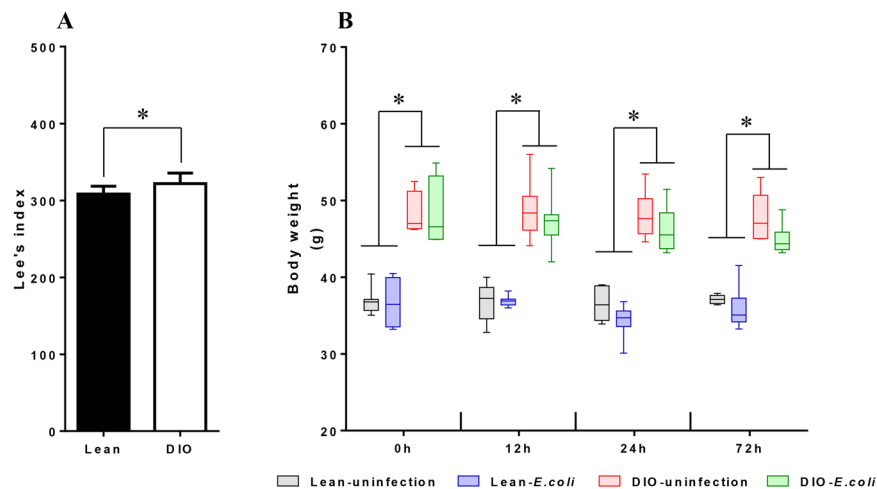 A
B
500
400
300
200
100
0
Lee's index
*
Lean
DIO
70
60
50
40
30
20
Body weight
(g)
*
*
*
*
0h
12h
24h
72h
Lean-uninfection
Lean-E.coli
DIO-uninfection
DIO-E.coli